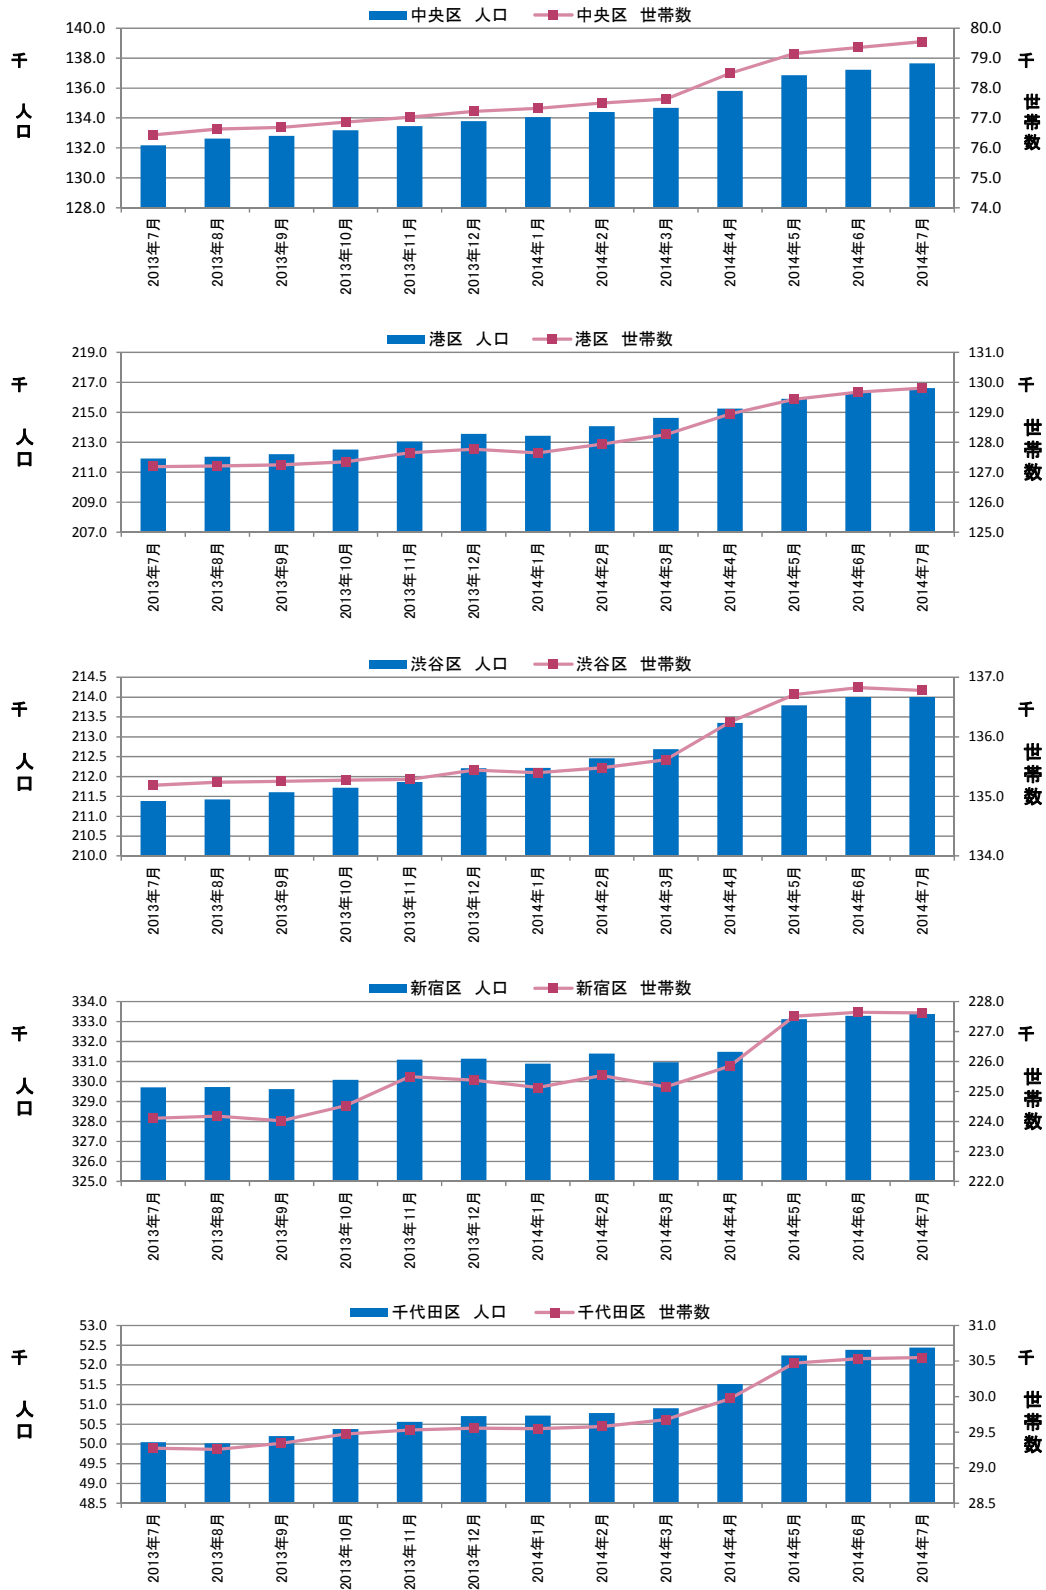 中央区 人口 中央区 世帯数
千 人口
140.0
138.0
136.0
134.0
132.0
130.0
128.0
80.0
79.0
78.0
77.0
76.0
75.0
74.0
千 世帯数
2013年7月
2013年8月
2013年9月
2013年10月
2013年11月
2013年12月
2014年1月
2014年2月
2014年3月
2014年4月
2014年5月
2014年6月
2014年7月
港区 人口 港区 世帯数
千 人口
219.0
217.0
215.0
213.0
211.0
209.0
207.0
131.0
130.0
129.0
128.0
127.0
126.0
125.0
千 世帯数
2013年7月
2013年8月
2013年9月
2013年10月
2013年11月
2013年12月
2014年1月
2014年2月
2014年3月
2014年4月
2014年5月
2014年6月
2014年7月
渋谷区 人口 渋谷区 世帯数
千 人口
214.5
214.0
213.5
213.0
212.5
212.0
211.5
211.0
210.5
210.0
137.0
136.0
135.0
134.0
千 世帯数
2013年7月
2013年8月
2013年9月
2013年10月
2013年11月
2013年12月
2014年1月
2014年2月
2014年3月
2014年4月
2014年5月
2014年6月
2014年7月
新宿区 人口 新宿区 世帯数
千 人口
334.0
333.0
332.0
331.0
330.0
329.0
328.0
327.0
326.0
325.0
228.0
227.0
226.0
225.0
224.0
223.0
222.0
千 世帯数
2013年7月
2013年8月
2013年9月
2013年10月
2013年11月
2013年12月
2014年1月
2014年2月
2014年3月
2014年4月
2014年5月
2014年6月
2014年7月
千代田区 人口 千代田区 世帯数
千 人口
53.0
52.5
52.0
51.5
51.0
50.5
50.0
49.5
49.0
48.5
31.0
30.5
30.0
29.5
29.0
28.5
千 世帯数
2013年7月
2013年8月
2013年9月
2013年10月
2013年11月
2013年12月
2014年1月
2014年2月
2014年3月
2014年4月
2014年5月
2014年6月
2014年7月